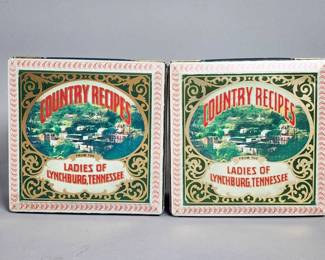 COUNTRY RECIPES
FROM THE
LADIES OF
LYNCHBURG, TENNESSEE
COUNTRY RECIPES
FROM THE
LADIES OF
LYNCHBURG, TENNESSEE